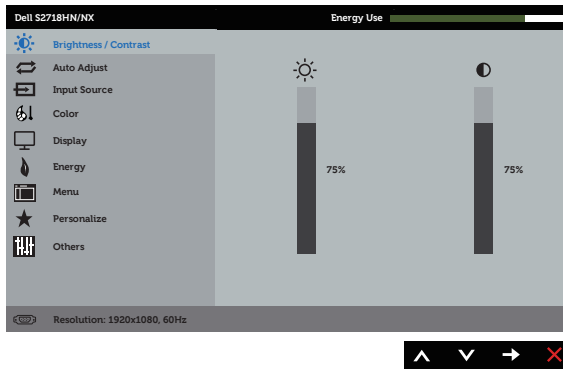 Dell S2718HN/NX
Energy Use
Brightness / Contrast
Auto Adjust
Input Source
Color
Display
Energy
Menu
Personalize
Others
75%
75%
Resolution: 1920x1080, 60Hz